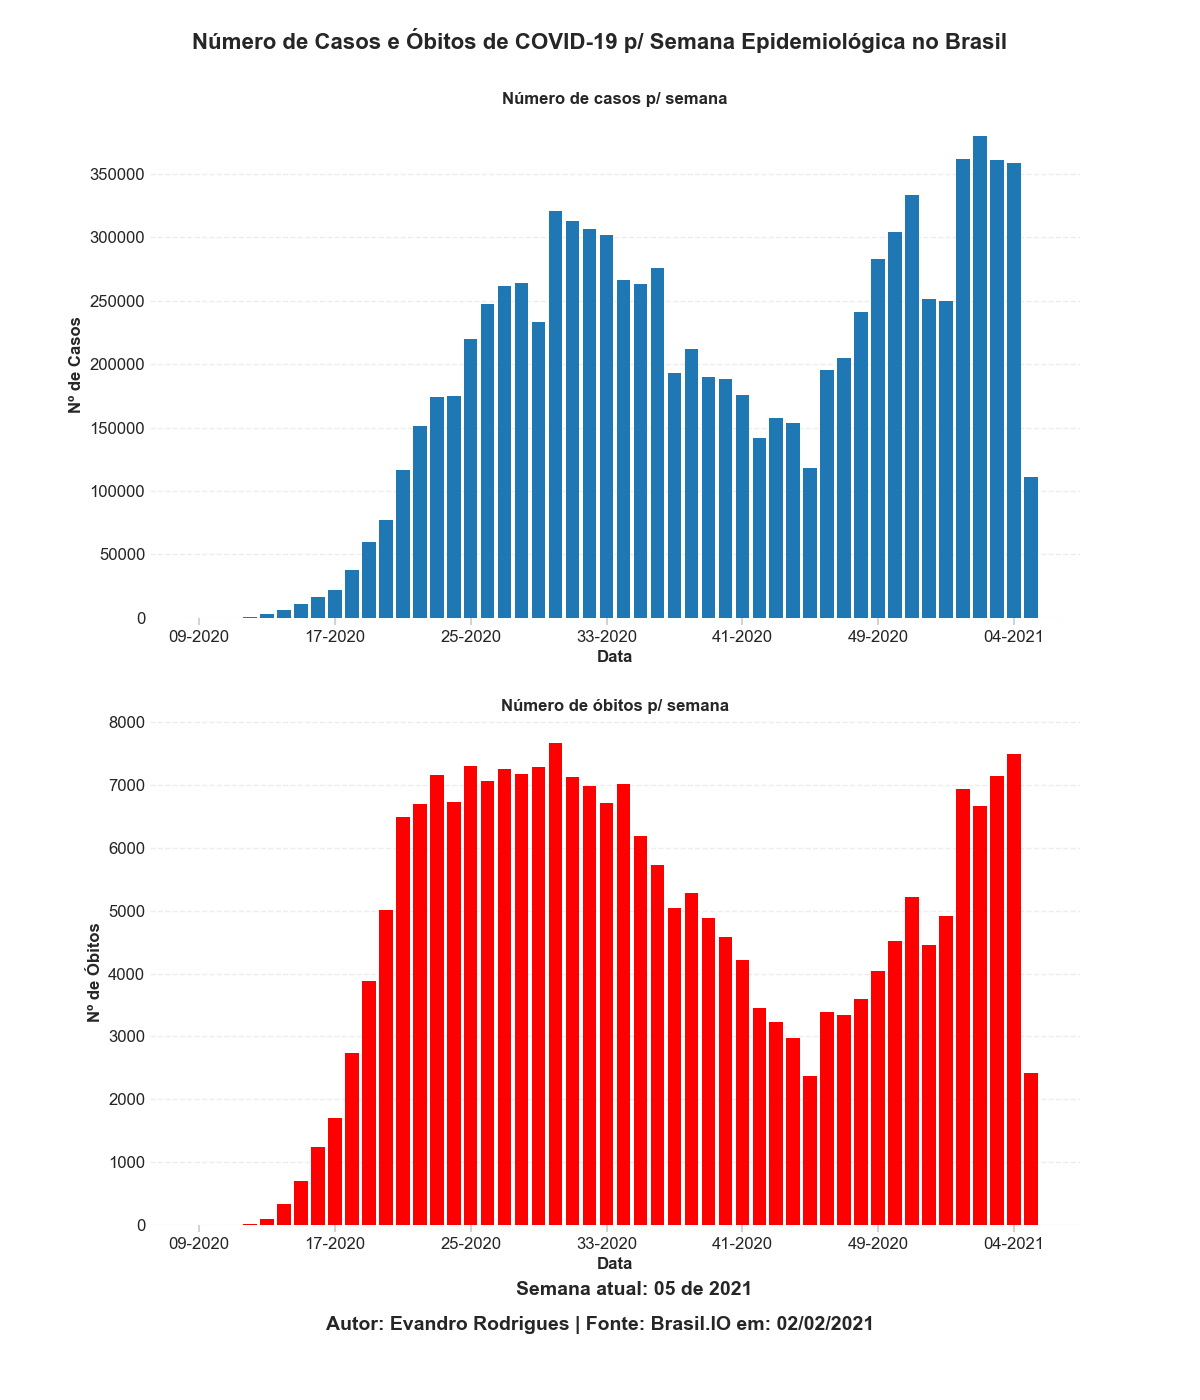 Número de Casos e Óbitos de COVID-19 p/ Semana Epidemiológica no Brasil
Número de casos p/ semana
350000
300000
250000
200000
150000
100000
50000
0
Nº de Casos
09-2020 17-2020 25-2020 33-2020 41-2020 49-2020 04-2021
Data
Número de óbitos p/ semana
8000
7000
6000
5000
4000
3000
2000
1000
0
Nº de Óbitos
09-2020 17-2020 25-2020 33-2020 41-2020 49-2020 04-2021
Data
Semana atual: 05 de 2021
Autor: Evandro Rodrigues | Fonte: Brasil.IO em: 02/02/2021